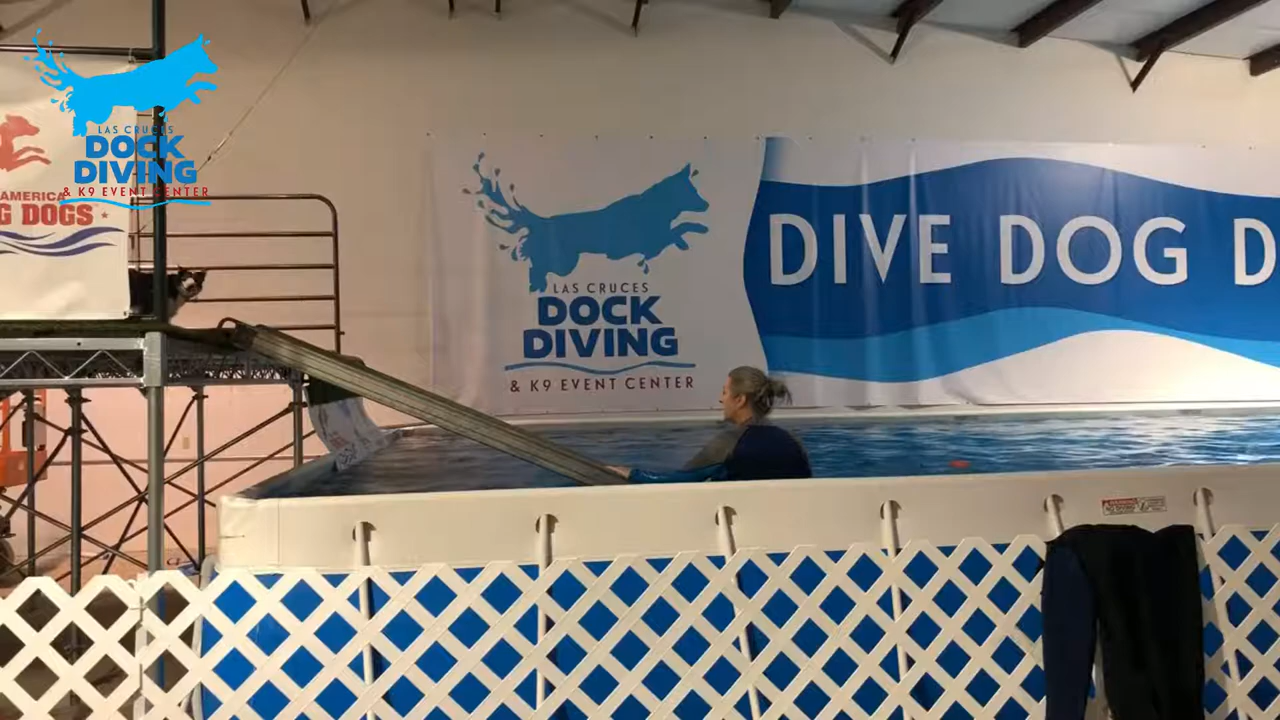 LAS CRUCES
DOCK
DIVING
& K9 EVENT CENTER
AMERICA
G DOGS
LAS CRUCES
DOCK
DIVING
& K9 EVENT CENTER
DIVE DOG D